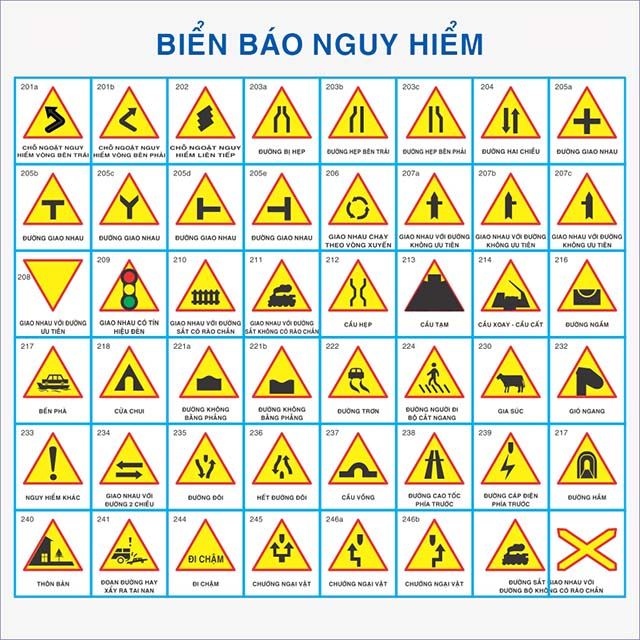 BIỂN BÁO NGUY HIỂM
201a
201b
202
203a
203b
203c
204
205a
CHỖ NGOẶT NGUY
HIỂM VÒNG BÊN TRÁI
CHỖ NGOẶT NGUY
HIỂM VÒNG BÊN PHẢI
CHỖ NGOẶT NGUY
HIỂM LIÊN TIẾP
ĐƯỜNG BỊ HẸP
ĐƯỜNG HẸP BÊN TRÁI
ĐƯỜNG HẸP BÊN PHẢI
ĐƯỜNG HAI CHIỀU
ĐƯỜNG GIAO NHAU
205b
205c
205d
205e
206
207a
207b
207c
ĐƯỜNG GIAO NHAU
ĐƯỜNG GIAO NHAU
ĐƯỜNG GIAO NHAU
ĐƯỜNG GIAO NHAU
GIAO NHAU CHẠY
THEO VÒNG XUYẾN
GIAO NHAU VỚI ĐƯỜNG
KHÔNG ƯU TIÊN
GIAO NHAU VỚI ĐƯỜNG
KHÔNG ƯU TIÊN
GIAO NHAU VỚI ĐƯỜNG
KHÔNG ƯU TIÊN
208
209
210
211
212
213
214
216
GIAO NHAU VỚI ĐƯỜNG
ƯU TIÊN
GIAO NHAU CÓ TÍN
HIỆU ĐÈN
GIAO NHAU VỚI ĐƯỜNG
SẮT CÓ RÀO CHẮN
GIAO NHAU VỚI ĐƯỜNG
SẮT KHÔNG CÓ RÀO CHẮN
CẦU HẸP
CẦU TẠM
CẦU XOAY - CẦU CẤT
ĐƯỜNG NGẦM
217
218
221a
221b
222
224
230
232
BẾN PHÀ
CỬA CHUI
ĐƯỜNG KHÔNG
BẰNG PHẲNG
ĐƯỜNG KHÔNG
BẰNG PHẲNG
ĐƯỜNG TRƠN
ĐƯỜNG NGƯỜI ĐI
BỘ CẮT NGANG
GIA SÚC
GIÓ NGANG
233
234
235
236
237
238
239
217
NGUY HIỂM KHÁC
GIAO NHAU VỚI
ĐƯỜNG 2 CHIỀU
ĐƯỜNG ĐÔI
HẾT ĐƯỜNG ĐÔI
CẦU VỒNG
ĐƯỜNG CAO TỐC
PHÍA TRƯỚC
ĐƯỜNG CÁP ĐIỆN
PHÍA TRƯỚC
ĐƯỜNG HẦM
240
241
244
245
246a
246b
ĐI CHẬM
THÔN BẢN
ĐOẠN ĐƯỜNG HAY
XẨY RA TAI NẠN
ĐI CHẬM
CHƯỚNG NGẠI VẬT
CHƯỚNG NGẠI VẬT
CHƯỚNG NGẠI VẬT
ĐƯỜNG SẮT GIAO NHAU VỚI
ĐƯỜNG BỘ KHÔNG CÓ RÀO CHẮN